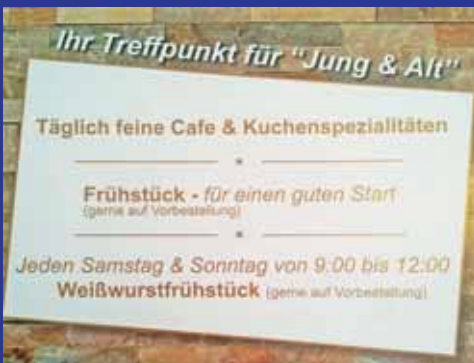 Ihr Treffpunkt für "Jung & Alt"
Täglich feine Cafe & Kuchenspezialitäten
Frühstück - für einen guten Start
(gerne auf Vorbestellung)
Jeden Samstag & Sonntag von 9:00 bis 12:00
Weißwurstfrühstück (gerne auf Vorbestellung)